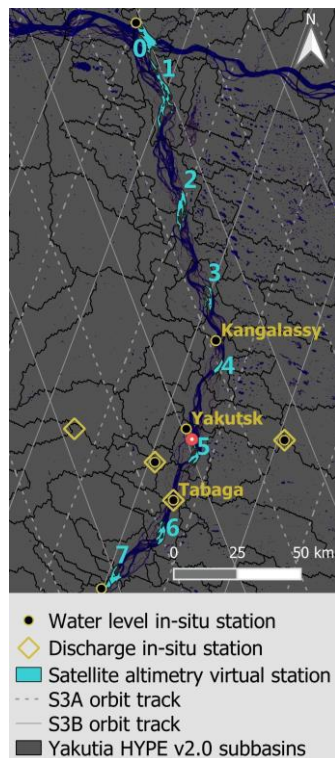 N
0
1
2
3
Kangalassy
4
Yakutsk
5
Tabaga
6
7
0 25 50 km
Water level in-situ station
Discharge in-situ station
Satellite altimetry virtual station
S3A orbit track
S3B orbit track
Yakutia HYPE v2.0 subbasins